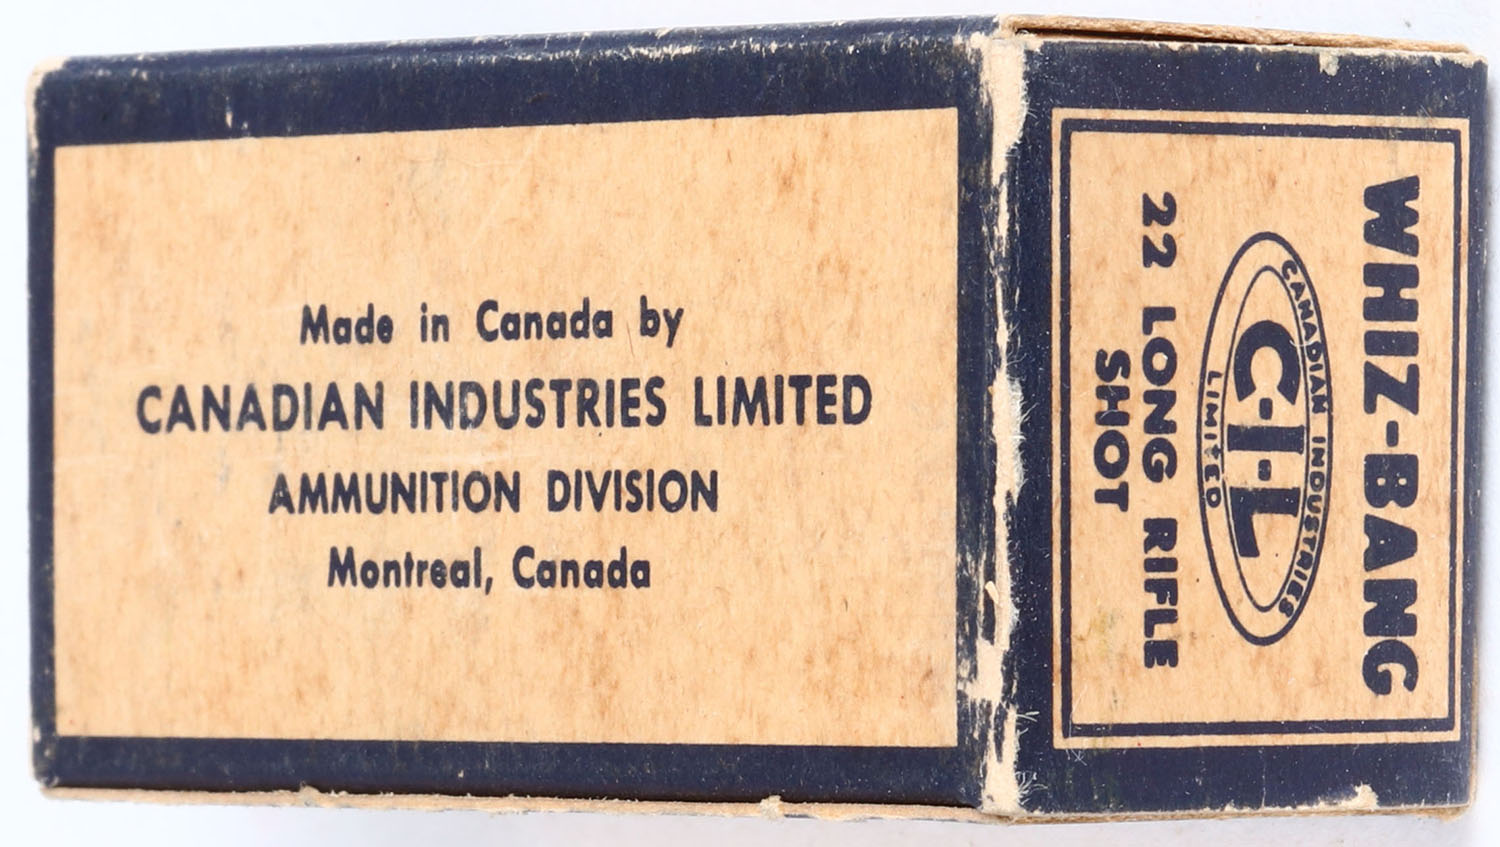 Made in Canada by
CANADIAN INDUSTRIES LIMITED
AMMUNITION DIVISION
Montreal, Canada
WHIZ-BANG
CANADIAN INDUSTRIES
C-I-L
LIMITED
22 LONG RIFLE
SHOT